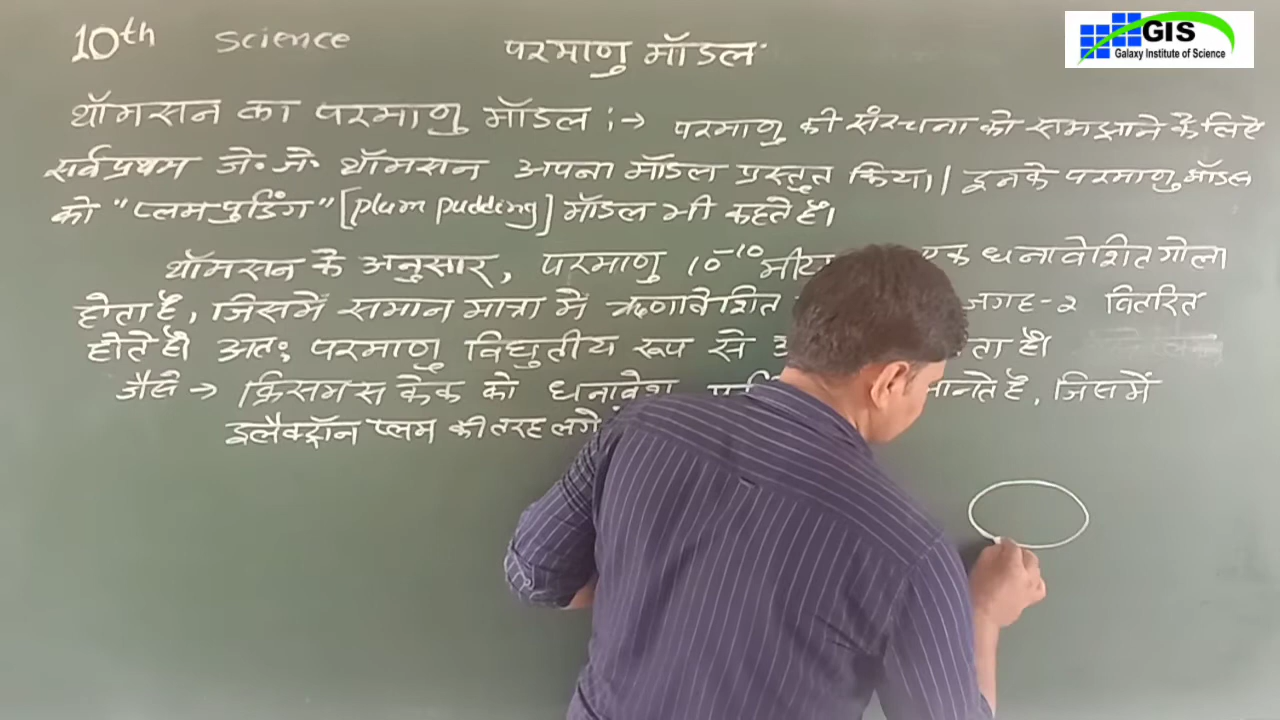 10th science
परमाणु मॉडल
GIS
Galaxy Institute of Science
थॉमसन का परमाणु मॉडल :→ परमाणु की संरचना को समझाने के लिए
सर्वप्रथम जे. जे. थॉमसन अपना मॉडल प्रस्तुत किया। इनके परमाणु मॉडल
को "प्लम पुडिंग" [plum pudding] मॉडल भी कहते हैं।
थॉमसन के अनुसार, परमाणु 10⁻¹⁰ धनावेशित गोला
होता है, जिसमें समान मात्रा में ऋणावेशित जगह-२ वितरित
होते हैं। अतः परमाणु विधुतीय रूप से है।
जैसे → क्रिसमस केक को धनावेश मानते है, जिसमें
इलैक्ट्रॉन प्लम की तरह लगे